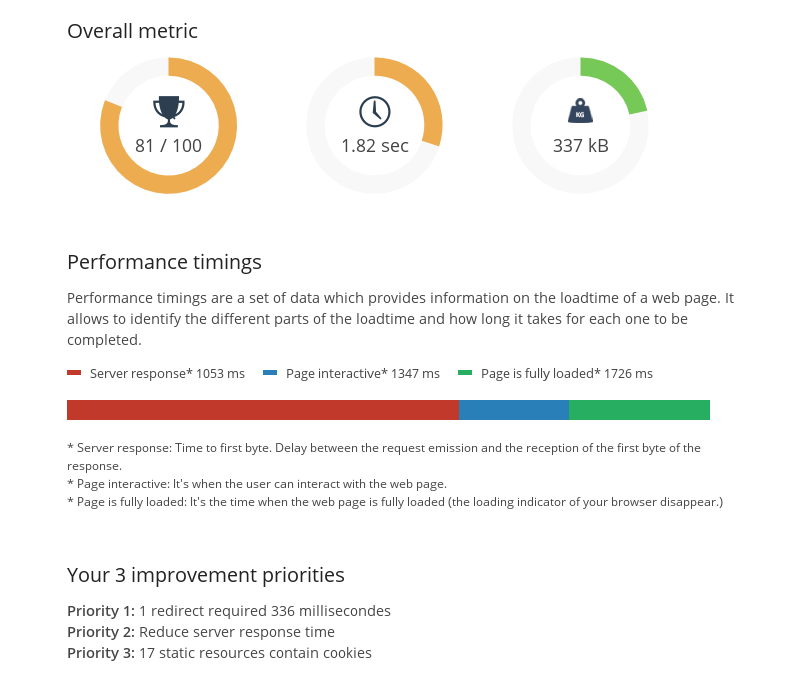 Overall metric
81 / 100
1.82 sec
KG
337 kB
Performance timings
Performance timings are a set of data which provides information on the loadtime of a web page. It
allows to identify the different parts of the loadtime and how long it takes for each one to be
completed.
Server response* 1053 ms Page interactive* 1347 ms Page is fully loaded* 1726 ms
* Server response: Time to first byte. Delay between the request emission and the reception of the first byte of the
response.
* Page interactive: It's when the user can interact with the web page.
* Page is fully loaded: It's the time when the web page is fully loaded (the loading indicator of your browser disappear.)
Your 3 improvement priorities
Priority 1: 1 redirect required 336 millisecondes
Priority 2: Reduce server response time
Priority 3: 17 static resources contain cookies